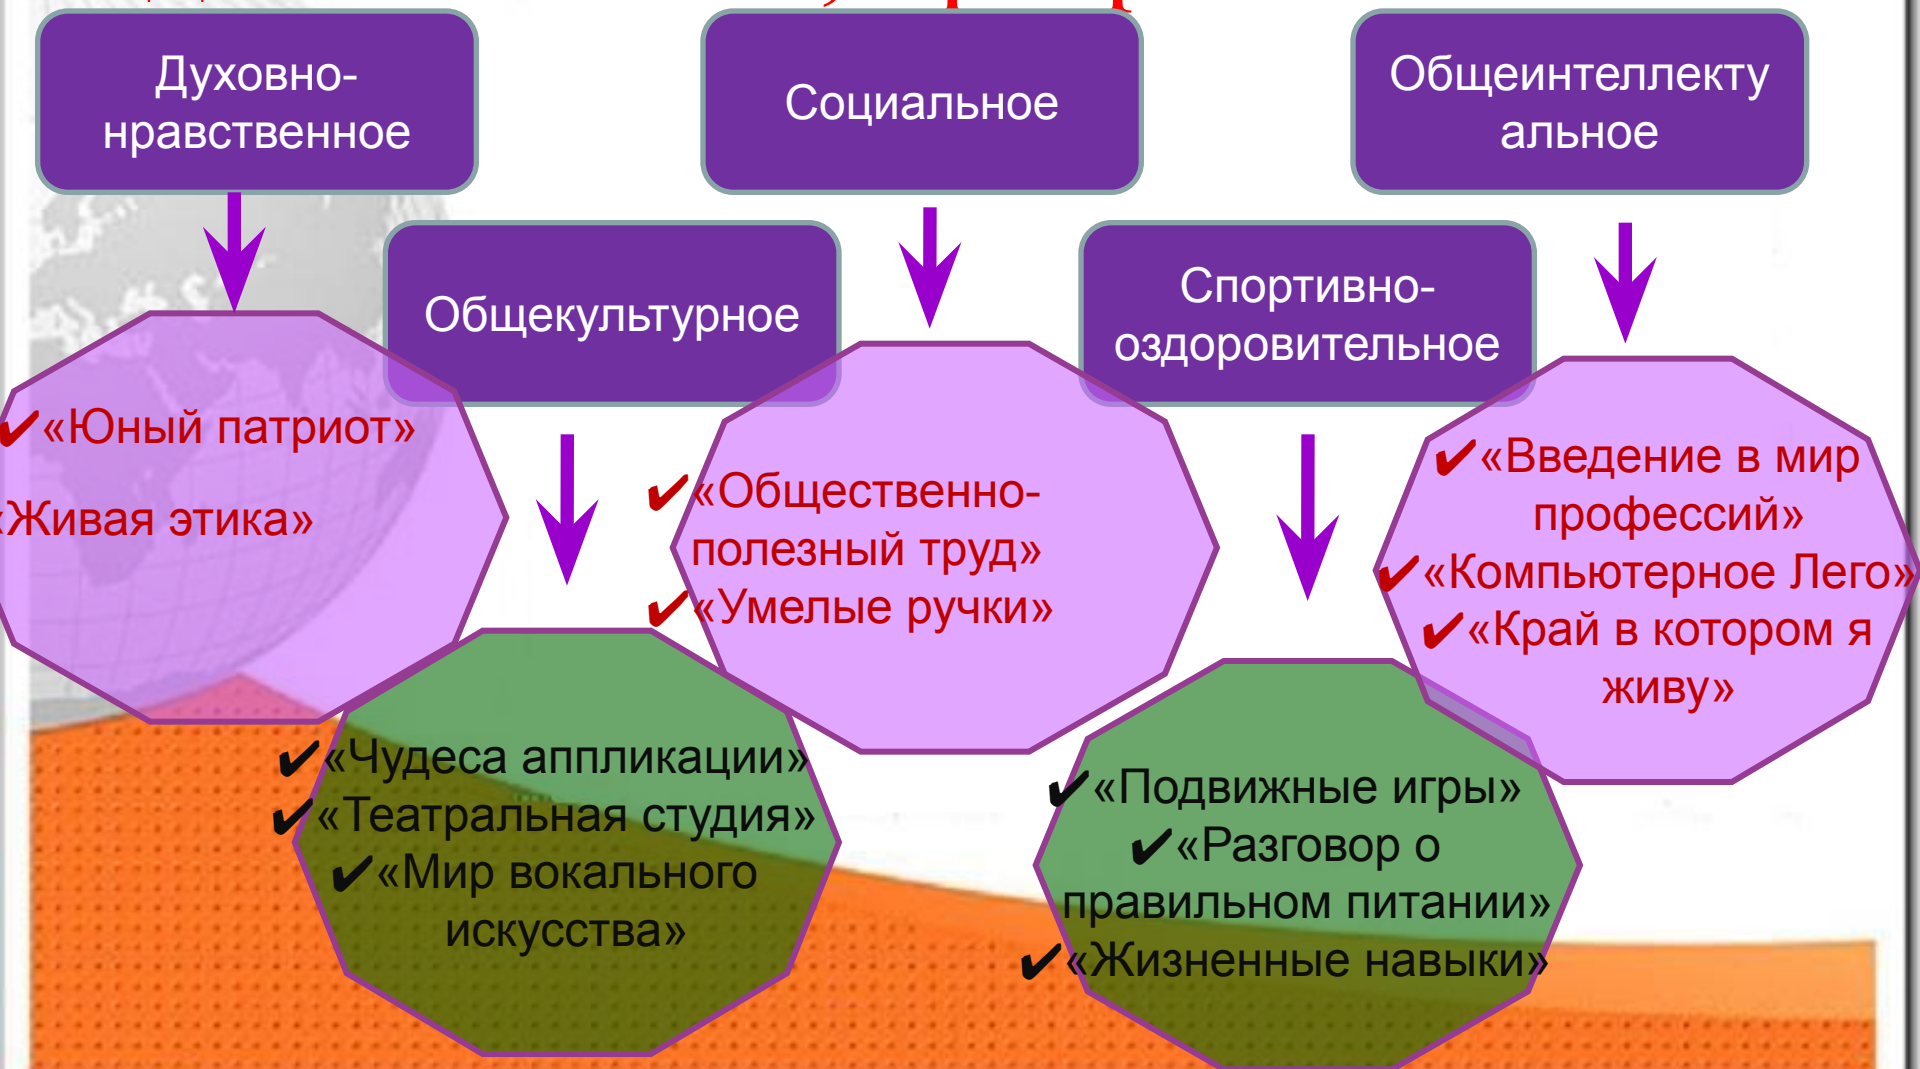 Духовно-
нравственное
Социальное
Общеинтеллекту
альное
Общекультурное
Спортивно-
оздоровительное
✔«Юный патриот»
«Живая этика»
✔«Общественно-
полезный труд»
✔«Умелые ручки»
✔«Введение в мир
профессий»
✔«Компьютерное Лего»
✔«Край в котором я
живу»
✔«Чудеса аппликации»
✔«Театральная студия»
✔«Мир вокального
искусства»
✔«Подвижные игры»
✔«Разговор о
правильном питании»
✔«Жизненные навыки»